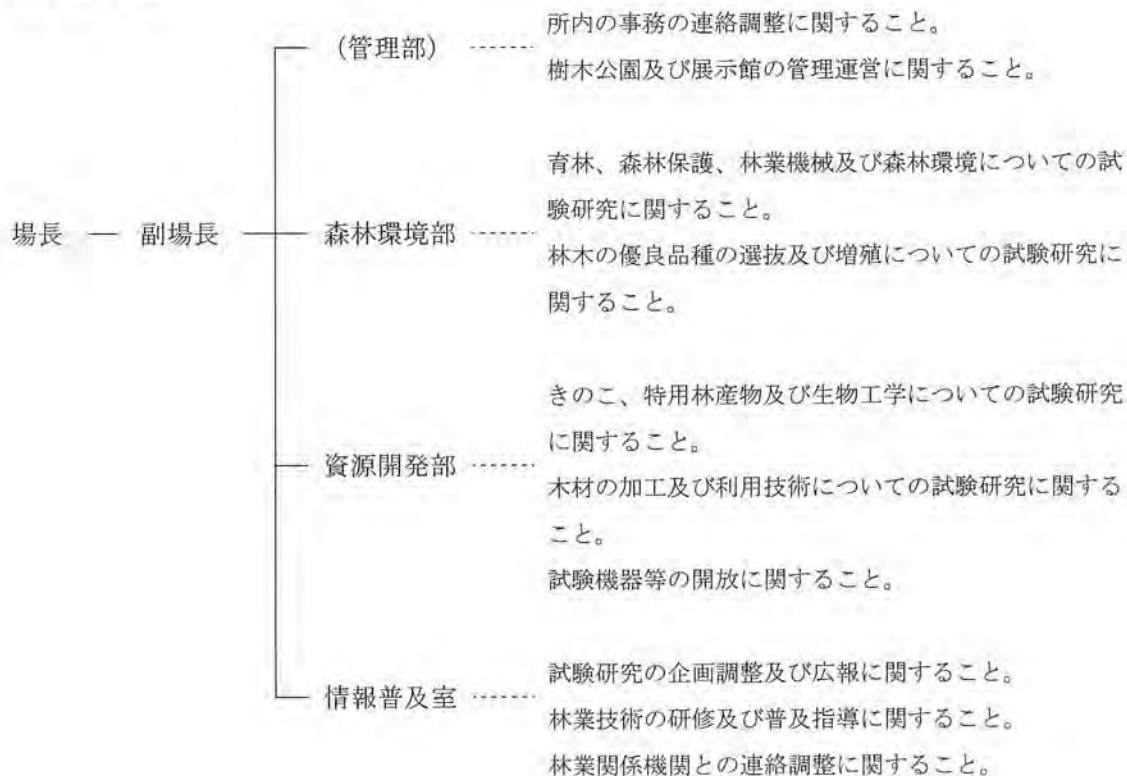 所内の事務の連絡調整に関すること。
(管理部)
樹木公園及び展示館の管理運営に関すること。
育林、森林保護、林業機械及び森林環境についての試
験研究に関すること。
場長 副場長 森林環境部
林木の優良品種の選抜及び増殖についての試験研究に
関すること。
きのこ、特用林産物及び生物工学についての試験研究
に関すること。
資源開発部
木材の加工及び利用技術についての試験研究に関する
こと。
試験機器等の開放に関すること。
試験研究の企画調整及び広報に関すること。
情報普及室
林業技術の研修及び普及指導に関すること。
林業関係機関との連絡調整に関すること。